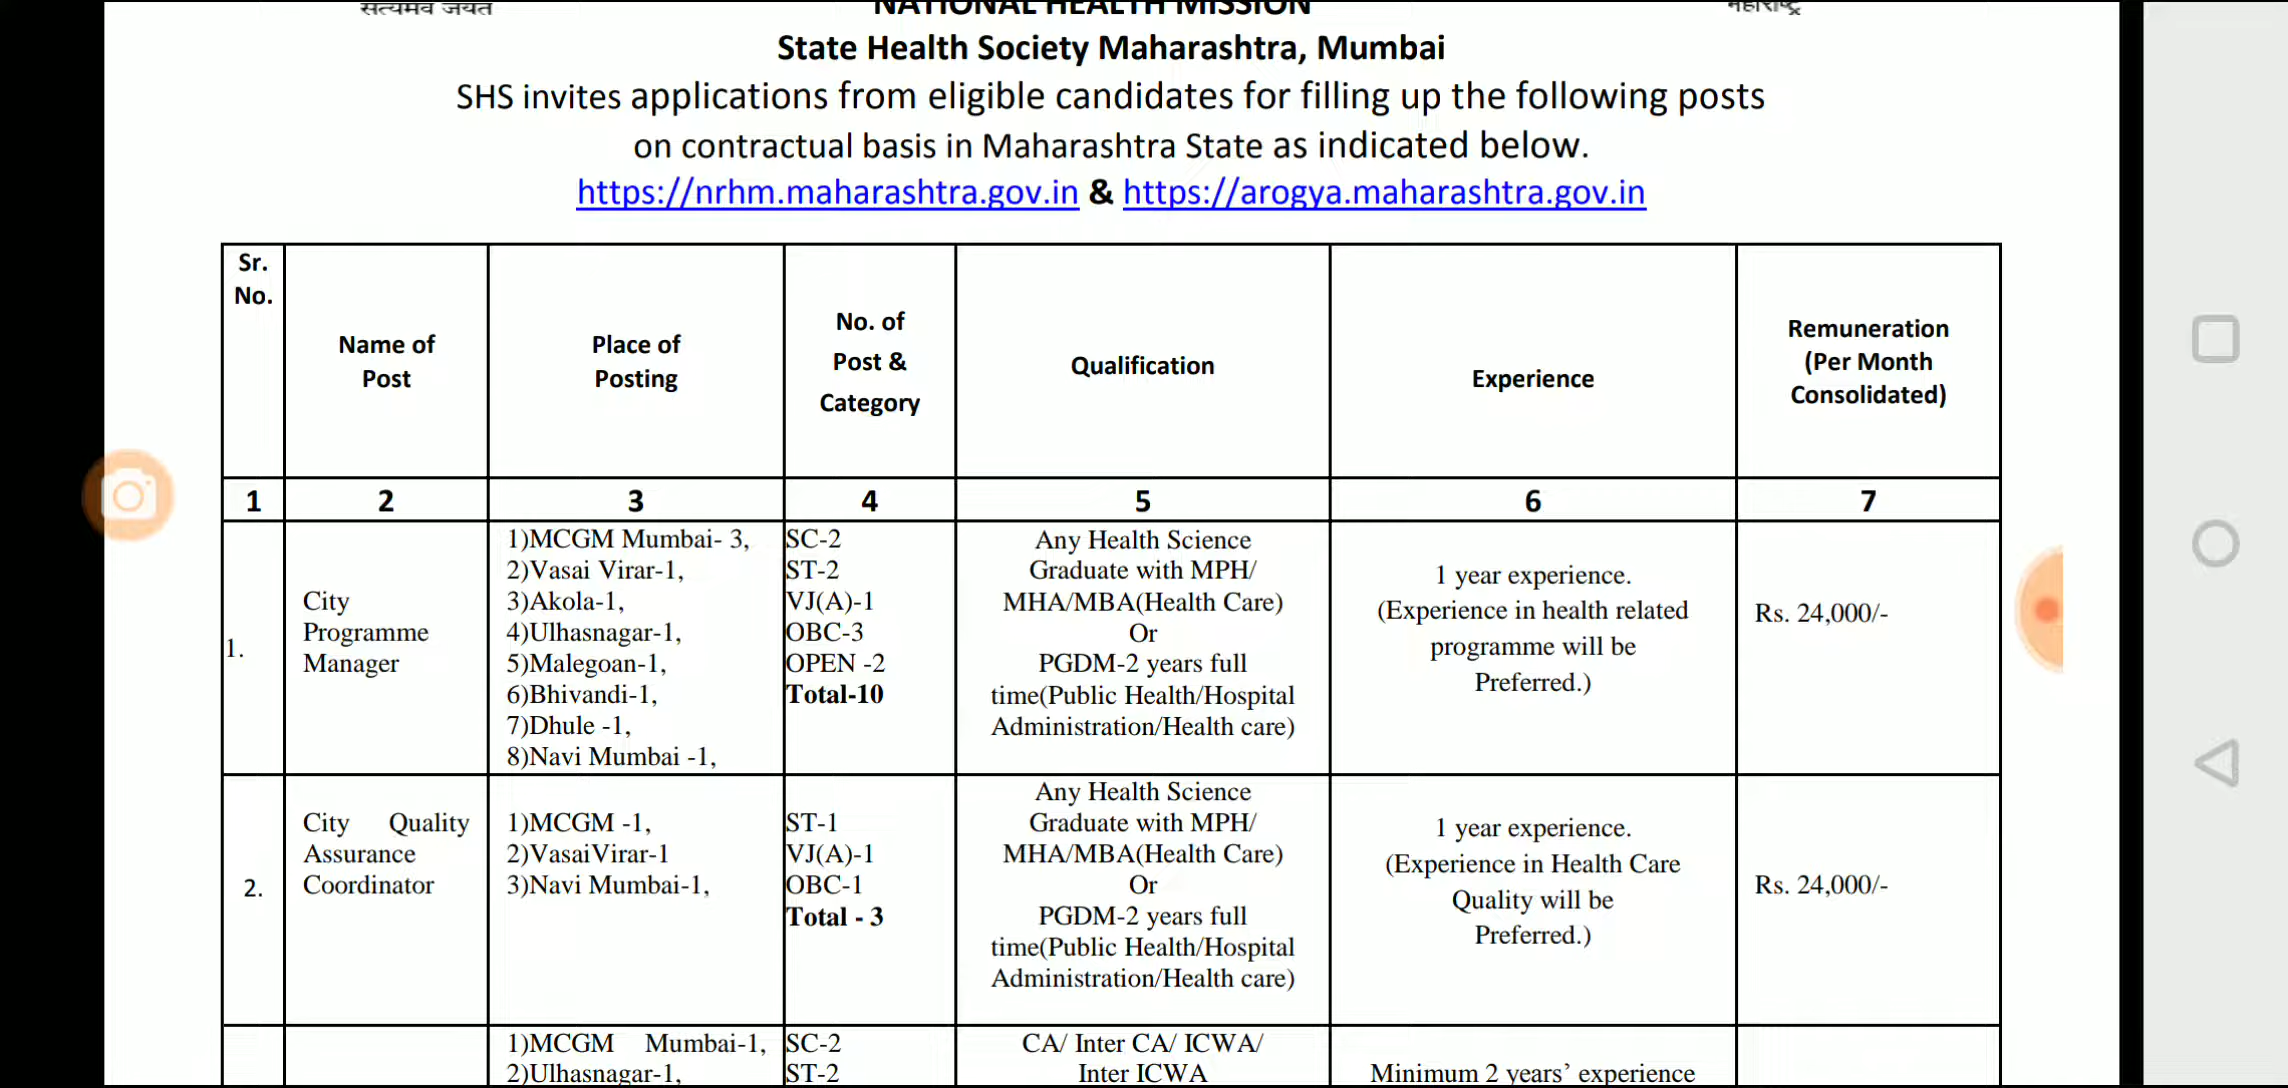 सत्यमेव जयते
NATIONAL HEALTH MISSION
महाराष्ट्र
State Health Society Maharashtra, Mumbai
SHS invites applications from eligible candidates for filling up the following posts
on contractual basis in Maharashtra State as indicated below.
https://nrhm.maharashtra.gov.in & https://arogya.maharashtra.gov.in
Sr.
No.
Name of
Post
Place of
Posting
No. of
Post &
Category
Qualification
Experience
Remuneration
(Per Month
Consolidated)
1 2 3 4 5 6 7
1.
City
Programme
Manager
1)MCGM Mumbai- 3,
2)Vasai Virar-1,
3)Akola-1,
4)Ulhasnagar-1,
5)Malegoan-1,
6)Bhivandi-1,
7)Dhule -1,
8)Navi Mumbai -1,
SC-2
ST-2
VJ(A)-1
OBC-3
OPEN -2
Total-10
Any Health Science
Graduate with MPH/
MHA/MBA(Health Care)
Or
PGDM-2 years full
time(Public Health/Hospital
Administration/Health care)
1 year experience.
(Experience in health related
programme will be
Preferred.)
Rs. 24,000/-
2.
City Quality
Assurance
Coordinator
1)MCGM -1,
2)VasaiVirar-1
3)Navi Mumbai-1,
ST-1
VJ(A)-1
OBC-1
Total - 3
Any Health Science
Graduate with MPH/
MHA/MBA(Health Care)
Or
PGDM-2 years full
time(Public Health/Hospital
Administration/Health care)
1 year experience.
(Experience in Health Care
Quality will be
Preferred.)
Rs. 24,000/-
1)MCGM Mumbai-1,
2)Ulhasnagar-1,
SC-2
ST-2
CA/ Inter CA/ ICWA/
Inter ICWA
Minimum 2 years’ experience